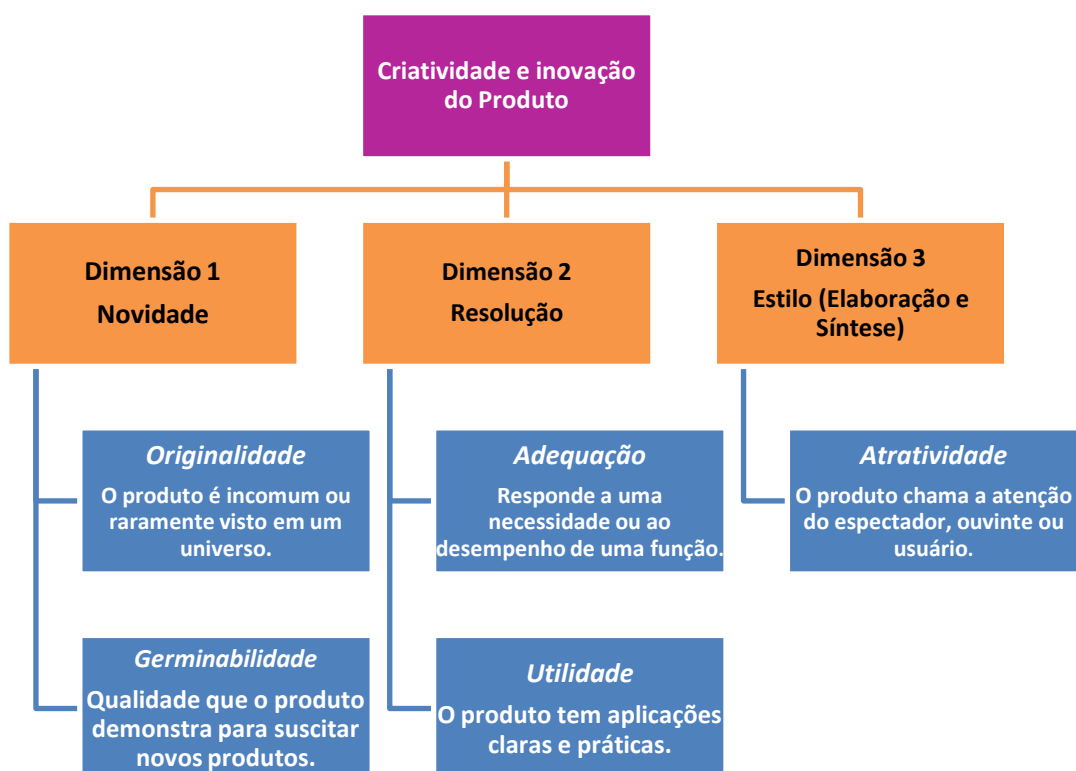 Criatividade e inovação
do Produto
Dimensão 1
Novidade
Dimensão 2
Resolução
Dimensão 3
Estilo (Elaboração e
Síntese)
Originalidade
O produto é incomum ou
raramente visto em um
universo.
Adequação
Responde a uma
necessidade ou ao
desempenho de uma função.
Atratividade
O produto chama a atenção
do espectador, ouvinte ou
usuário.
Germinabilidade
Qualidade que o produto
demonstra para suscitar
novos produtos.
Utilidade
O produto tem aplicações
claras e práticas.